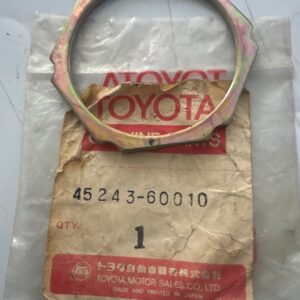 TOYOTA
45243-60010
QTY.
1
トヨタ自動車販売株式会社
TOYOTA MOTOR SALES CO., LTD
MADE AND PRINTED IN JAPAN